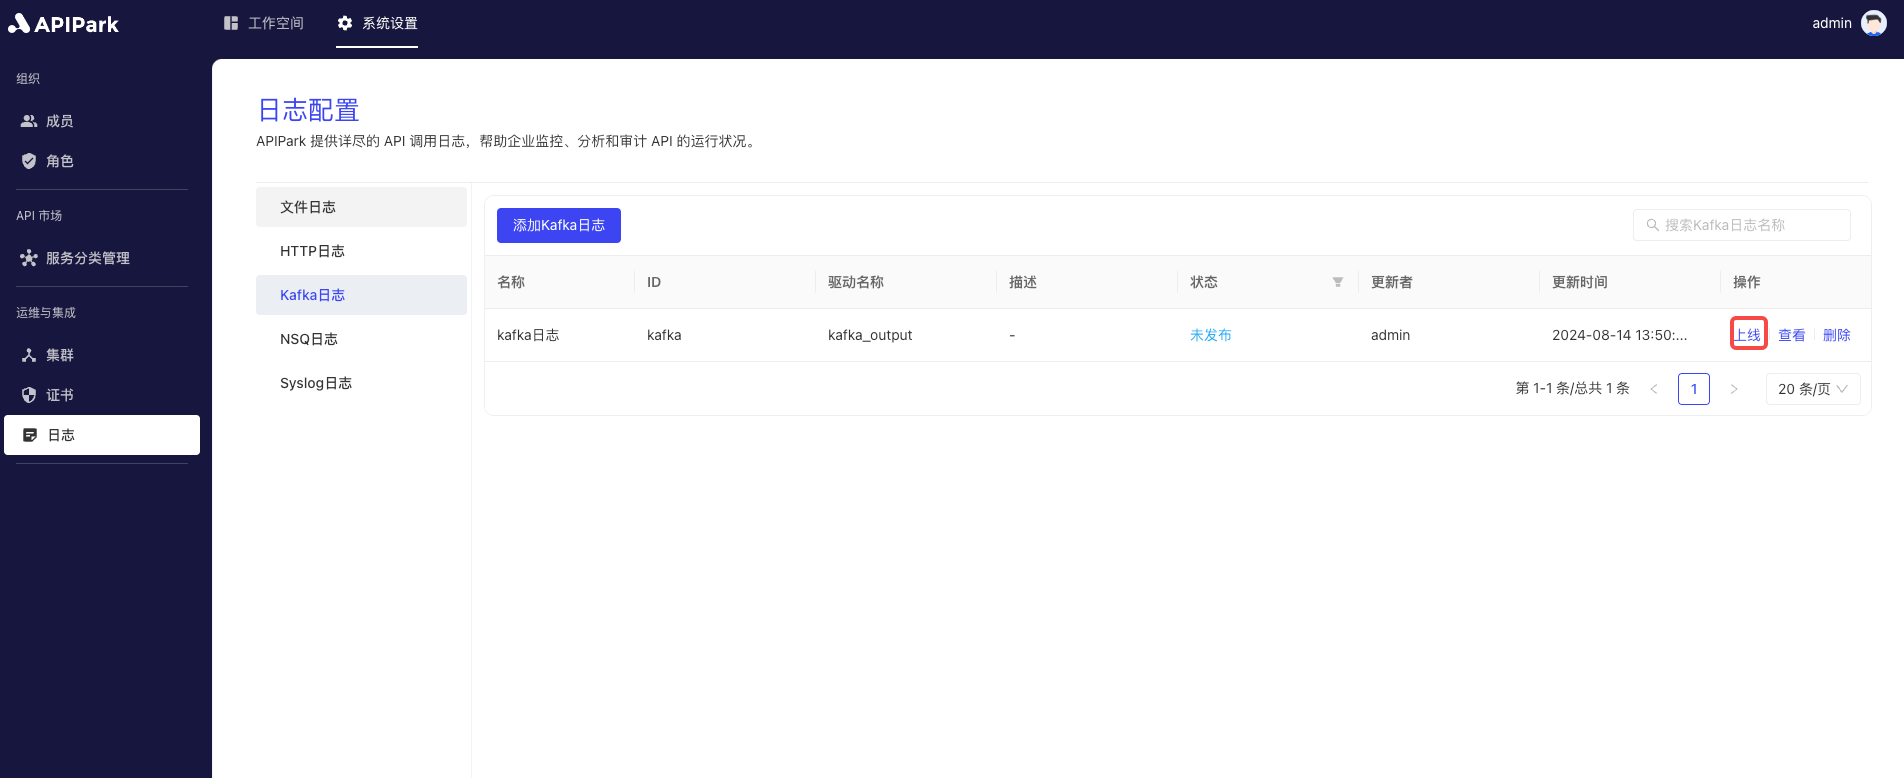 APIPark
工作空间
系统设置
admin
组织
成员
角色
API 市场
服务分类管理
运维与集成
集群
证书
日志
日志配置
APIPark 提供详尽的 API 调用日志，帮助企业监控、分析和审计 API 的运行状况。
文件日志
HTTP日志
Kafka日志
NSQ日志
Syslog日志
添加Kafka日志
搜索Kafka日志名称
名称 ID 驱动名称 描述 状态 更新者 更新时间 操作
kafka日志 kafka kafka_output - 未发布 admin 2024-08-14 13:50:... 上线 查看 删除
第 1-1 条/总共 1 条 < 1 > 20 条/页